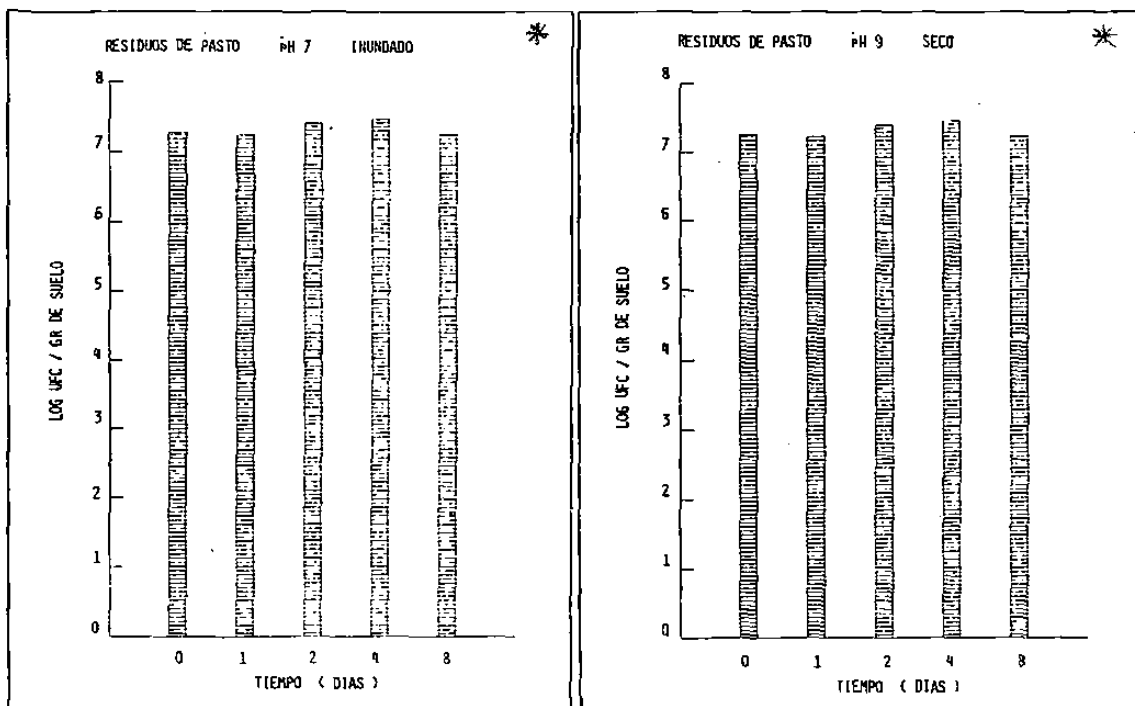 RESIDUOS DE PASTO pH 7 INUNDADO *
8
7
6
5
4
3
2
1
0
LOG UFC / GR DE SUELO
0 1 2 4 8
TIEMPO ( DIAS )
RESIDUOS DE PASTO pH 9 SECO *
8
7
6
5
4
3
2
1
0
LOG UFC / GR DE SUELO
0 1 2 4 8
TIEMPO ( DIAS )